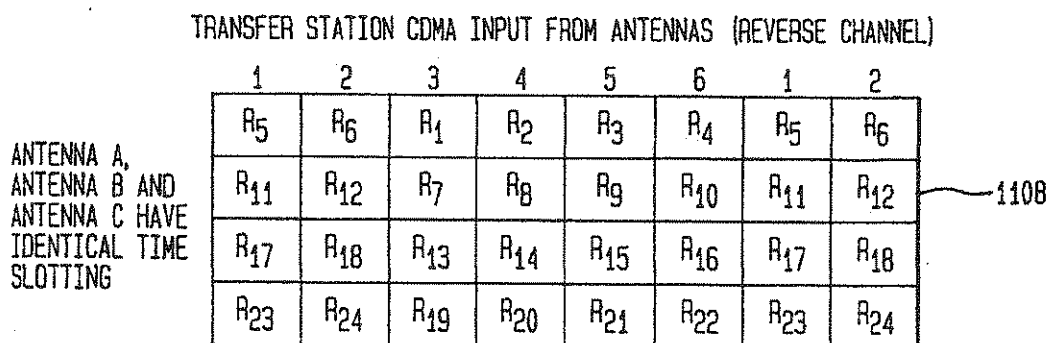 TRANSFER STATION CDMA INPUT FROM ANTENNAS (REVERSE CHANNEL)
1 2 3 4 5 6 1 2
ANTENNA A,
ANTENNA B AND
ANTENNA C HAVE
IDENTICAL TIME
SLOTTING
R5 R6 R1 R2 R3 R4 R5 R6
R11 R12 R7 R8 R9 R10 R11 R12
R17 R18 R13 R14 R15 R16 R17 R18
R23 R24 R19 R20 R21 R22 R23 R24
1108